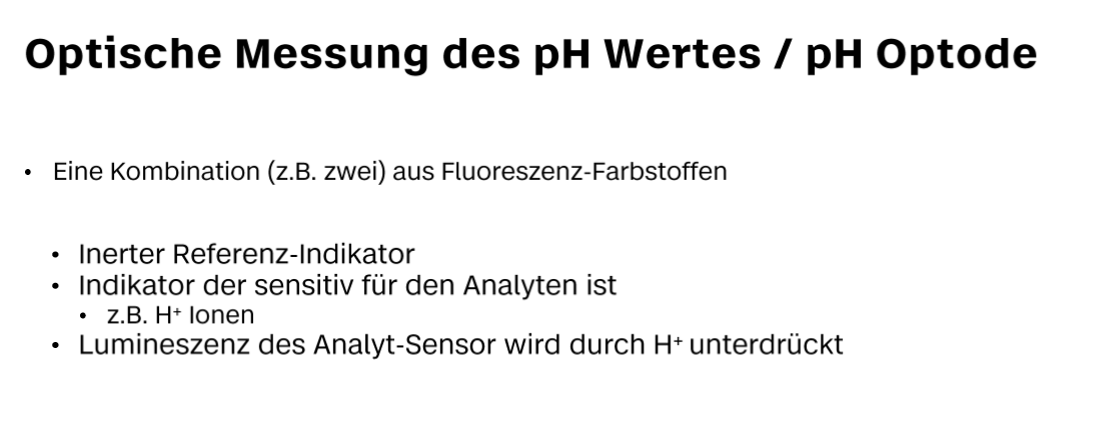 Optische Messung des pH Wertes / pH Optode
• Eine Kombination (z.B. zwei) aus Fluoreszenz-Farbstoffen
• Inerter Referenz-Indikator
• Indikator der sensitiv für den Analyten ist
• z.B. H⁺ Ionen
• Lumineszenz des Analyt-Sensor wird durch H⁺ unterdrückt